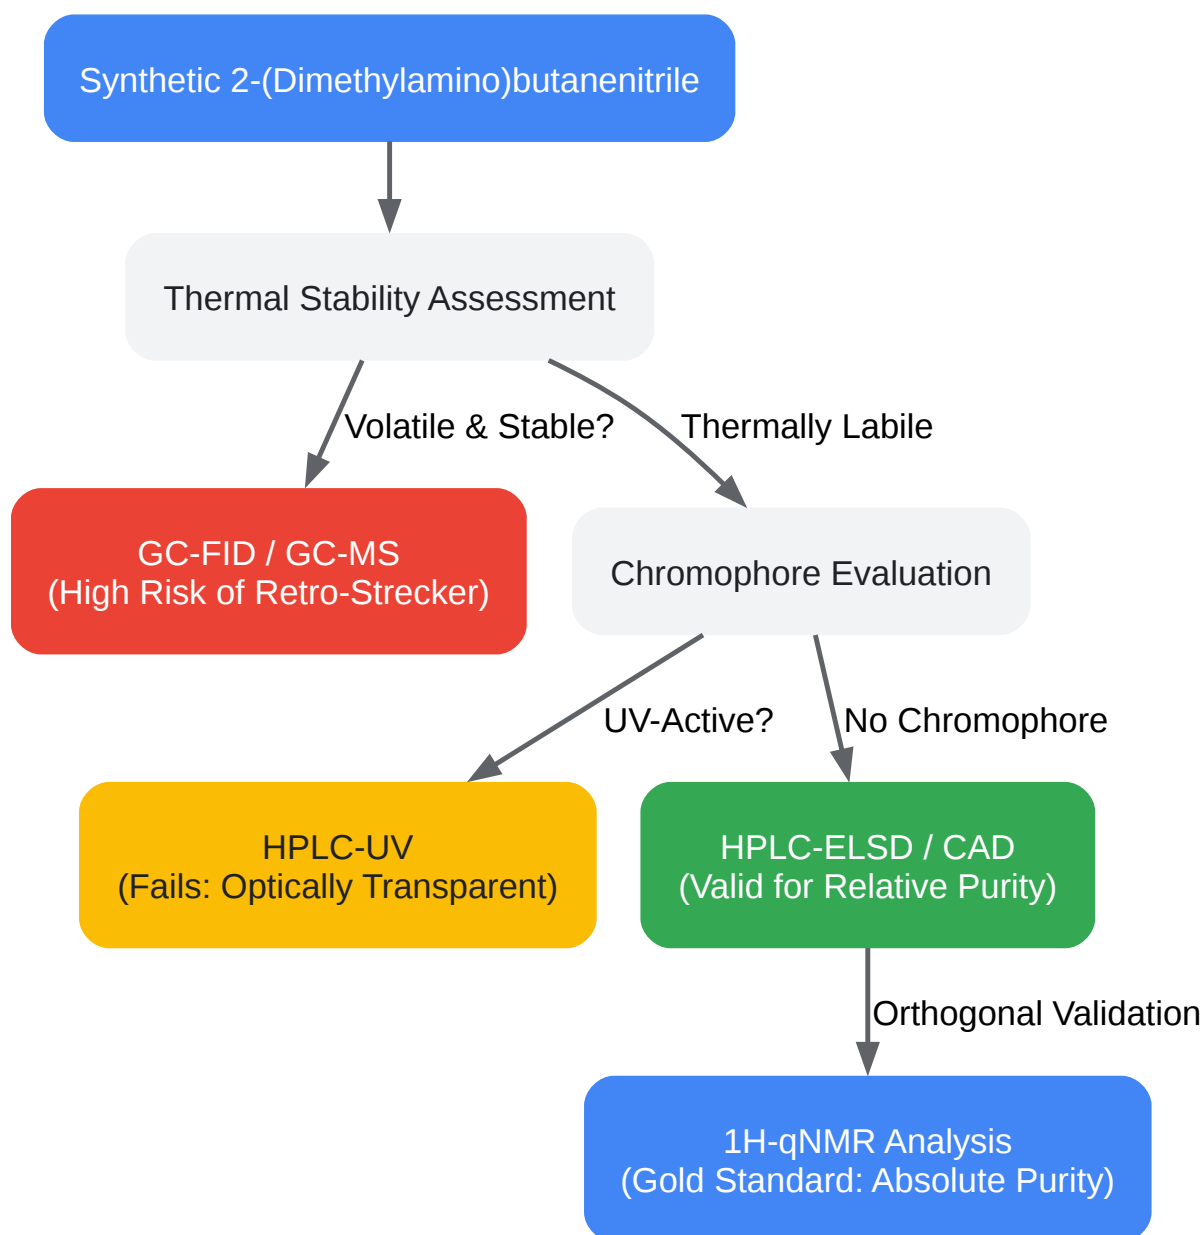 Synthetic 2-(Dimethylamino)butanenitrile
Thermal Stability Assessment
Volatile & Stable?
Thermally Labile
GC-FID / GC-MS
(High Risk of Retro-Strecker)
Chromophore Evaluation
UV-Active?
No Chromophore
HPLC-UV
(Fails: Optically Transparent)
HPLC-ELSD / CAD
(Valid for Relative Purity)
Orthogonal Validation
1H-qNMR Analysis
(Gold Standard: Absolute Purity)